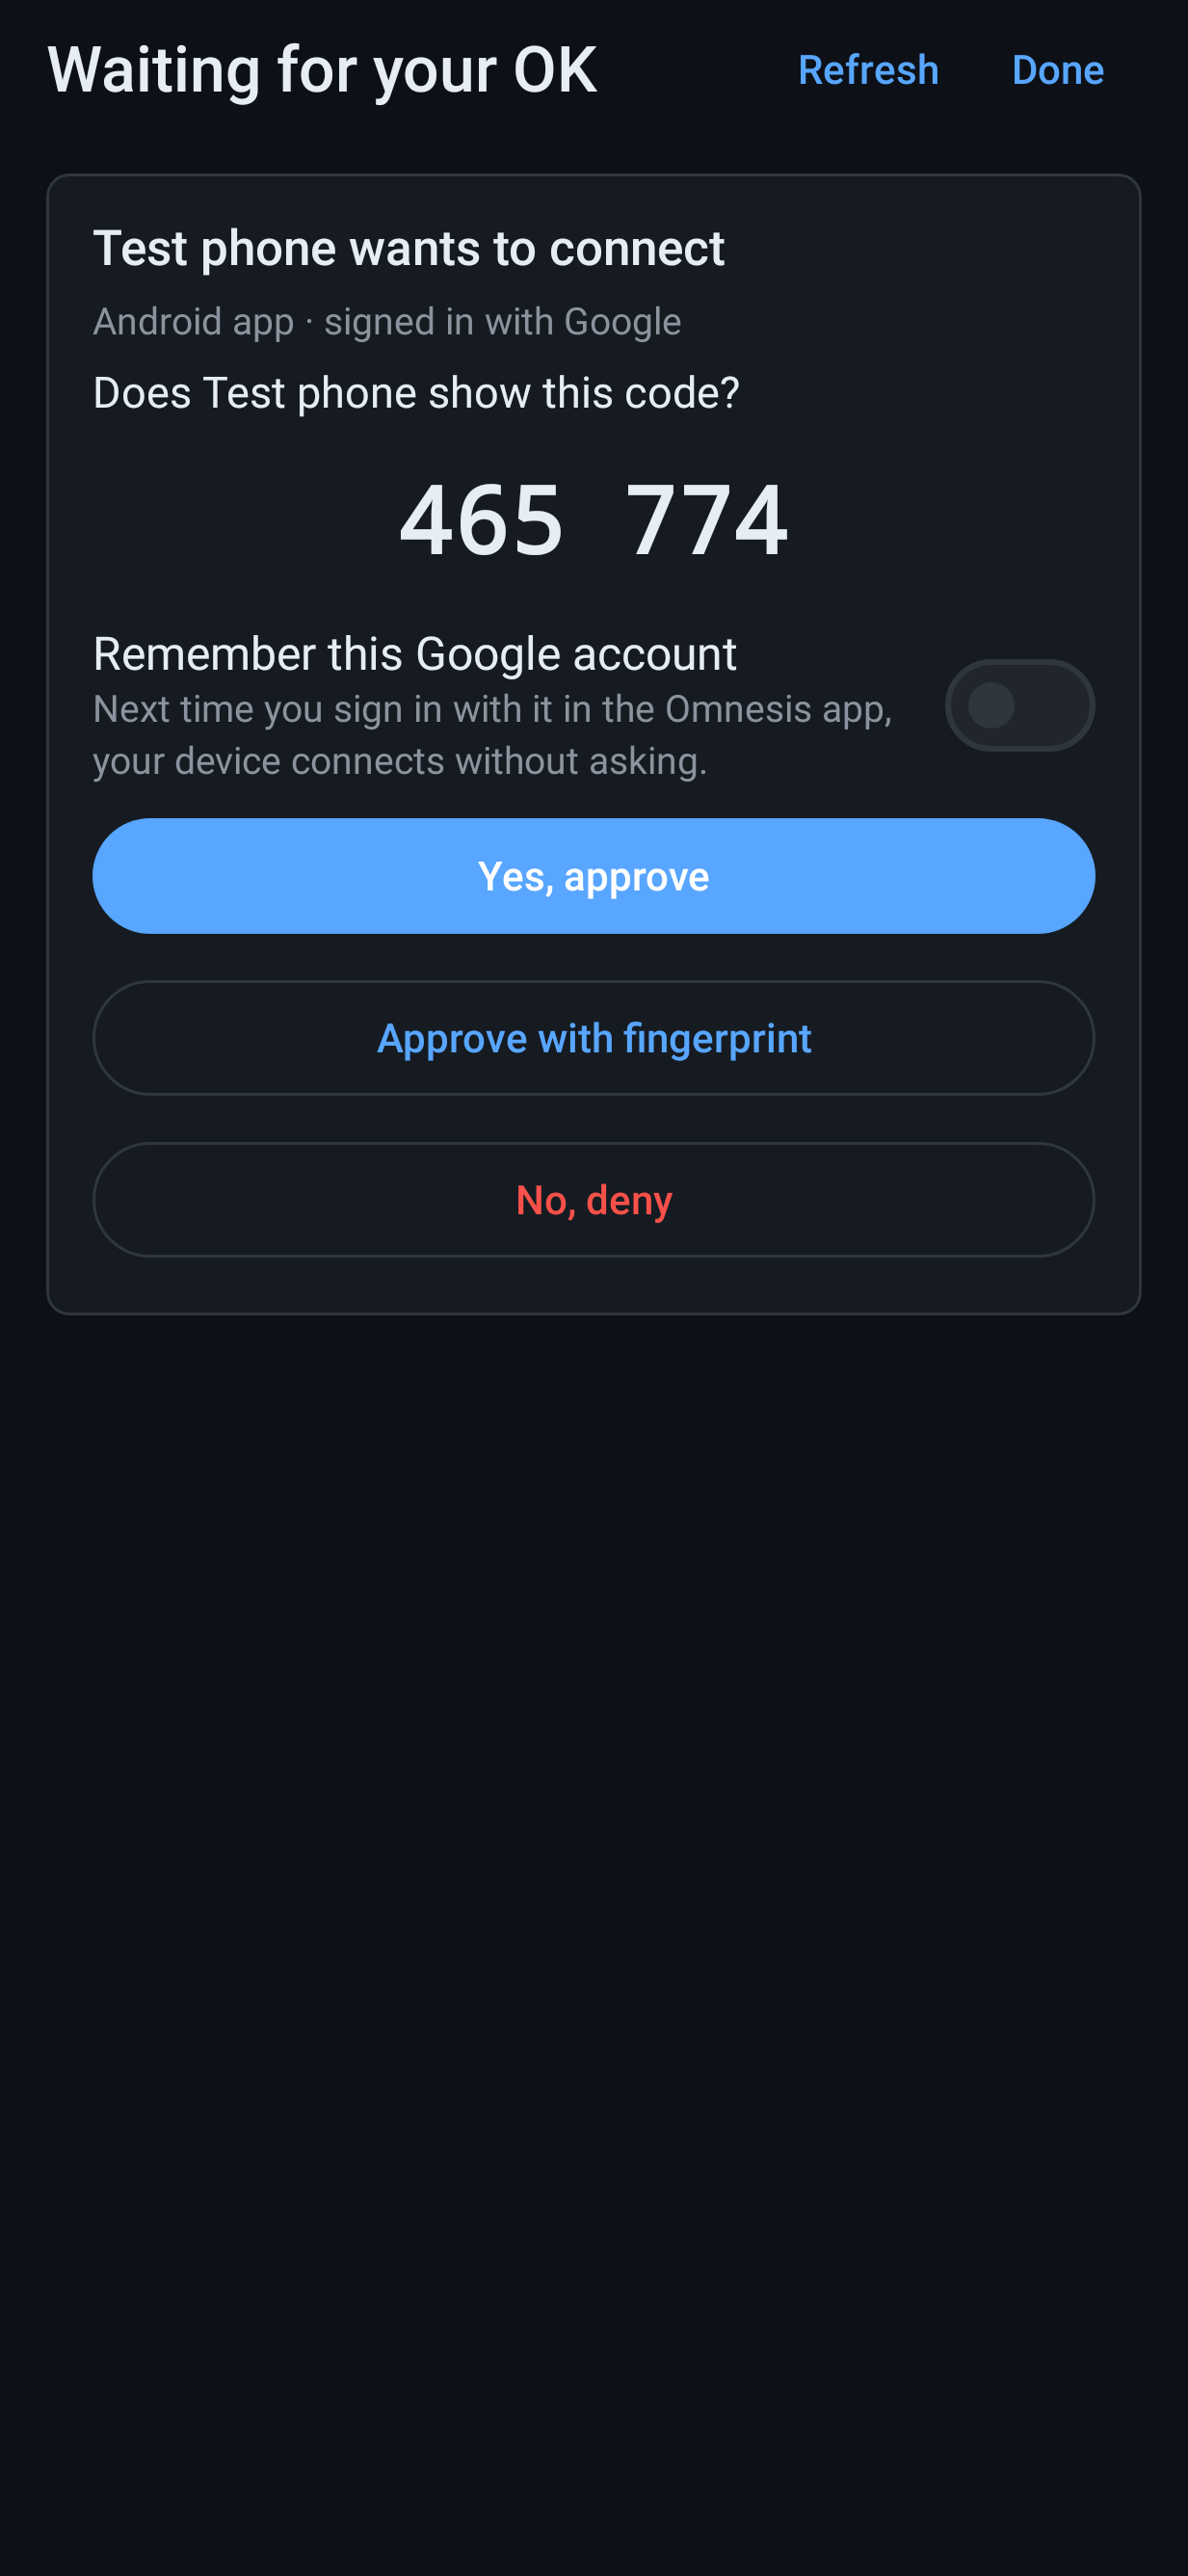 Waiting for your OK
Refresh
Done
Test phone wants to connect
Android app · signed in with Google
Does Test phone show this code?
465 774
Remember this Google account
Next time you sign in with it in the Omnesis app,
your device connects without asking.
Yes, approve
Approve with fingerprint
No, deny